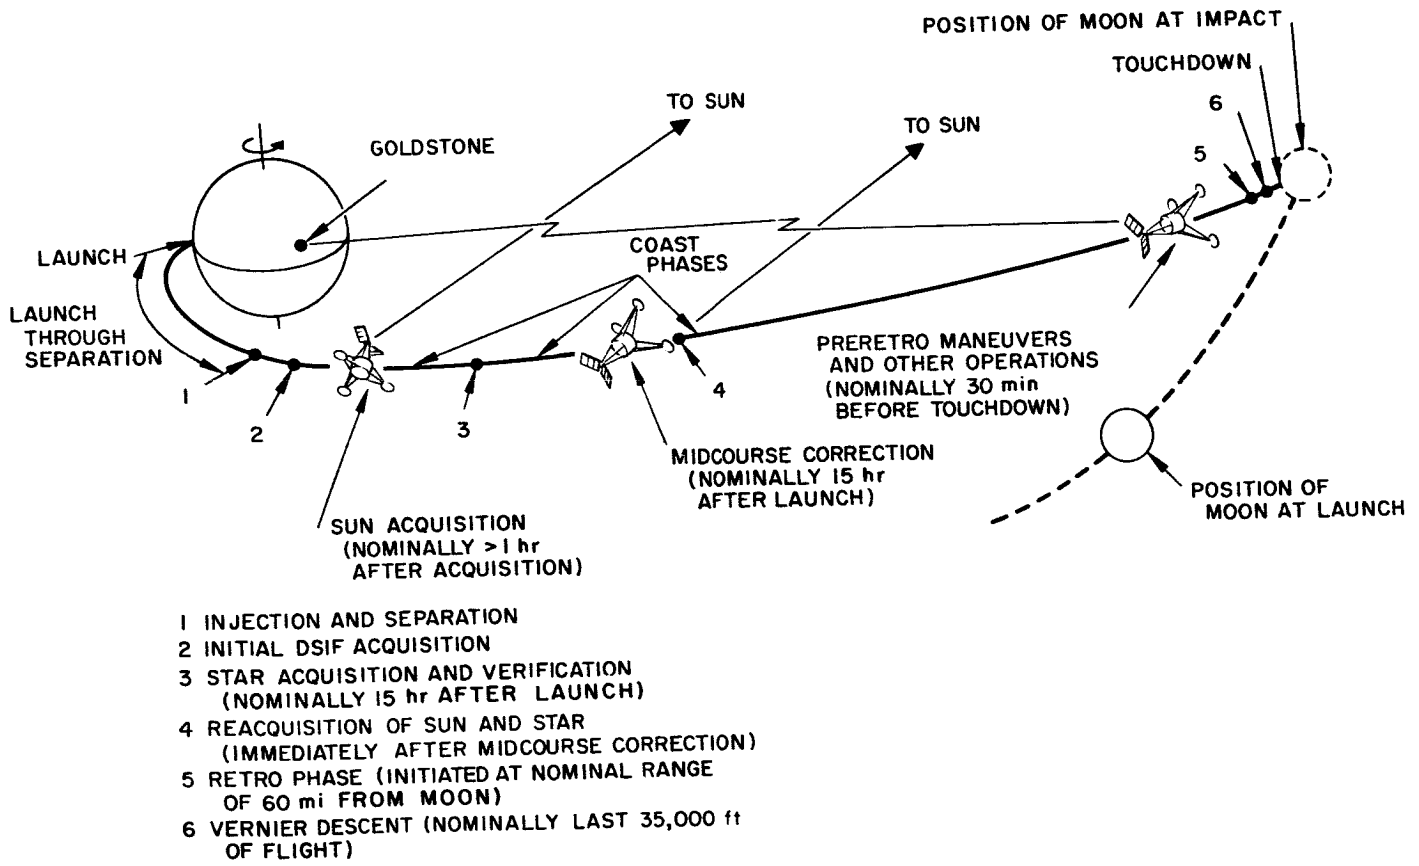 POSITION OF MOON AT IMPACT
TOUCHDOWN
6
5
TO SUN
TO SUN
GOLDSTONE
LAUNCH
LAUNCH
THROUGH
SEPARATION
COAST
PHASES
1
2
3
4
PRERETRO MANEUVERS
AND OTHER OPERATIONS
(NOMINALLY 30 min
BEFORE TOUCHDOWN)
MIDCOURSE CORRECTION
(NOMINALLY 15 hr
AFTER LAUNCH)
POSITION OF
MOON AT LAUNCH
SUN ACQUISITION
(NOMINALLY >1 hr
AFTER ACQUISITION)
1 INJECTION AND SEPARATION
2 INITIAL DSIF ACQUISITION
3 STAR ACQUISITION AND VERIFICATION
(NOMINALLY 15 hr AFTER LAUNCH)
4 REACQUISITION OF SUN AND STAR
(IMMEDIATELY AFTER MIDCOURSE CORRECTION)
5 RETRO PHASE (INITIATED AT NOMINAL RANGE
OF 60 mi FROM MOON)
6 VERNIER DESCENT (NOMINALLY LAST 35,000 ft
OF FLIGHT)